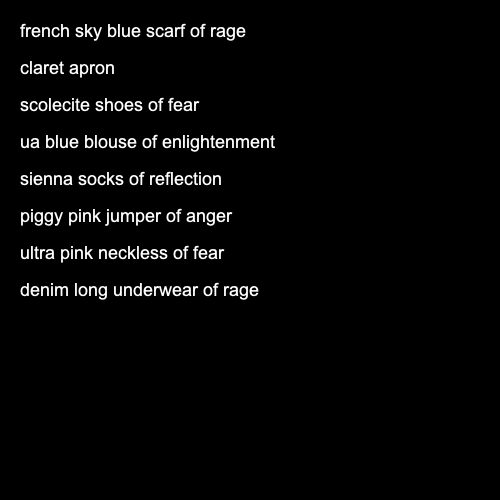 french sky blue scarf of rage
claret apron
scolecite shoes of fear
ua blue blouse of enlightenment
sienna socks of reflection
piggy pink jumper of anger
ultra pink neckless of fear
denim long underwear of rage